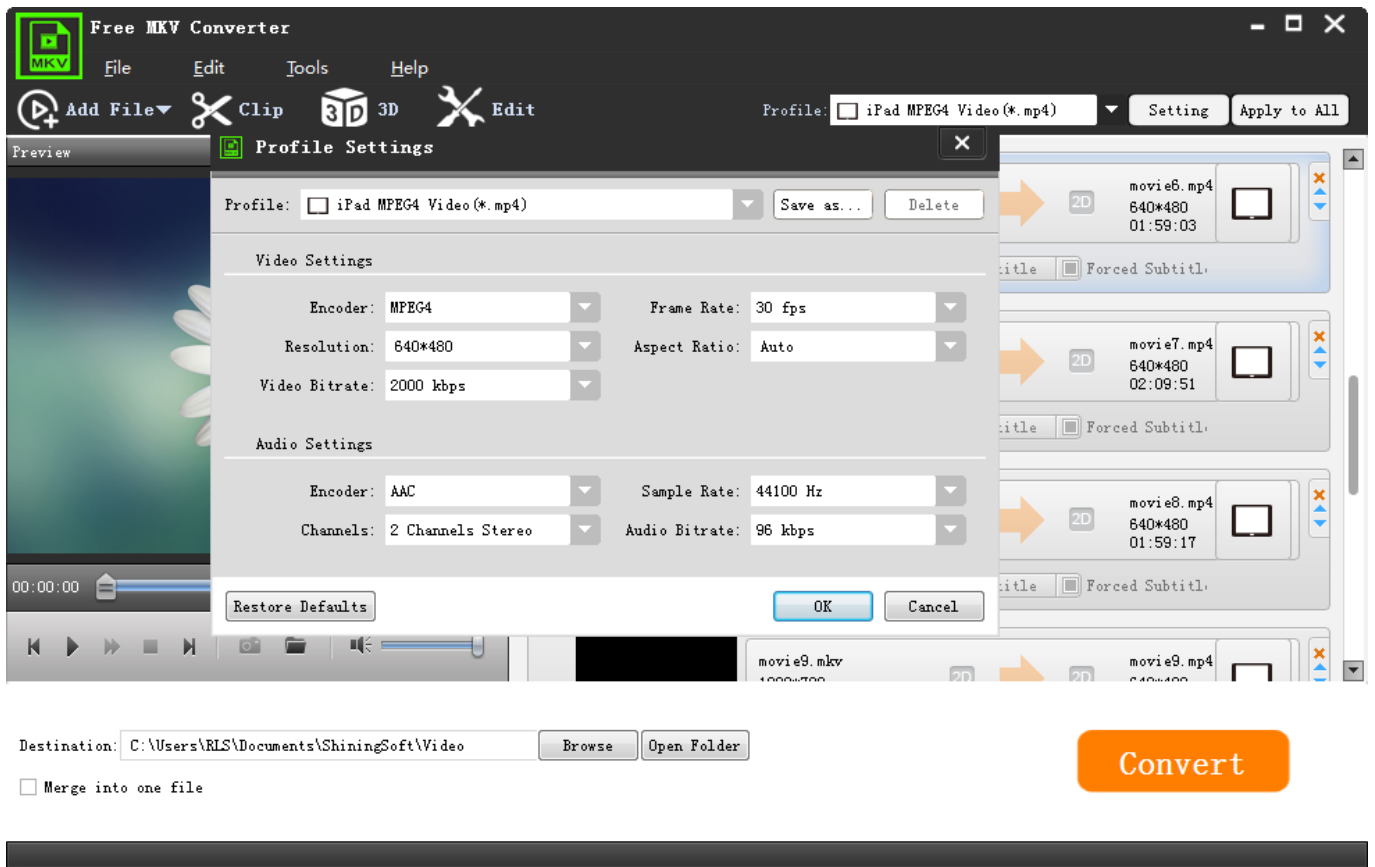 Free MKV Converter
MKV
File Edit Tools Help
Add File Clip 3D 3D Edit Profile: iPad MPEG4 Video(*.mp4) Setting Apply to All
Preview
Profile Settings
Profile: iPad MPEG4 Video(*.mp4) Save as... Delete
Video Settings
Encoder: MPEG4 Frame Rate: 30 fps
Resolution: 640*480 Aspect Ratio: Auto
Video Bitrate: 2000 kbps
Audio Settings
Encoder: AAC Sample Rate: 44100 Hz
Channels: 2 Channels Stereo Audio Bitrate: 96 kbps
Restore Defaults OK Cancel
2D movie6.mp4
640*480
01:59:03
Forced Subtitl
2D movie7.mp4
640*480
02:09:51
Forced Subtitl
2D movie8.mp4
640*480
01:59:17
Forced Subtitl
movie9.mkv 2D 2D movie9.mp4
00:00:00
Destination: C:\Users\RLS\Documents\ShiningSoft\Video Browse Open Folder
Merge into one file
Convert